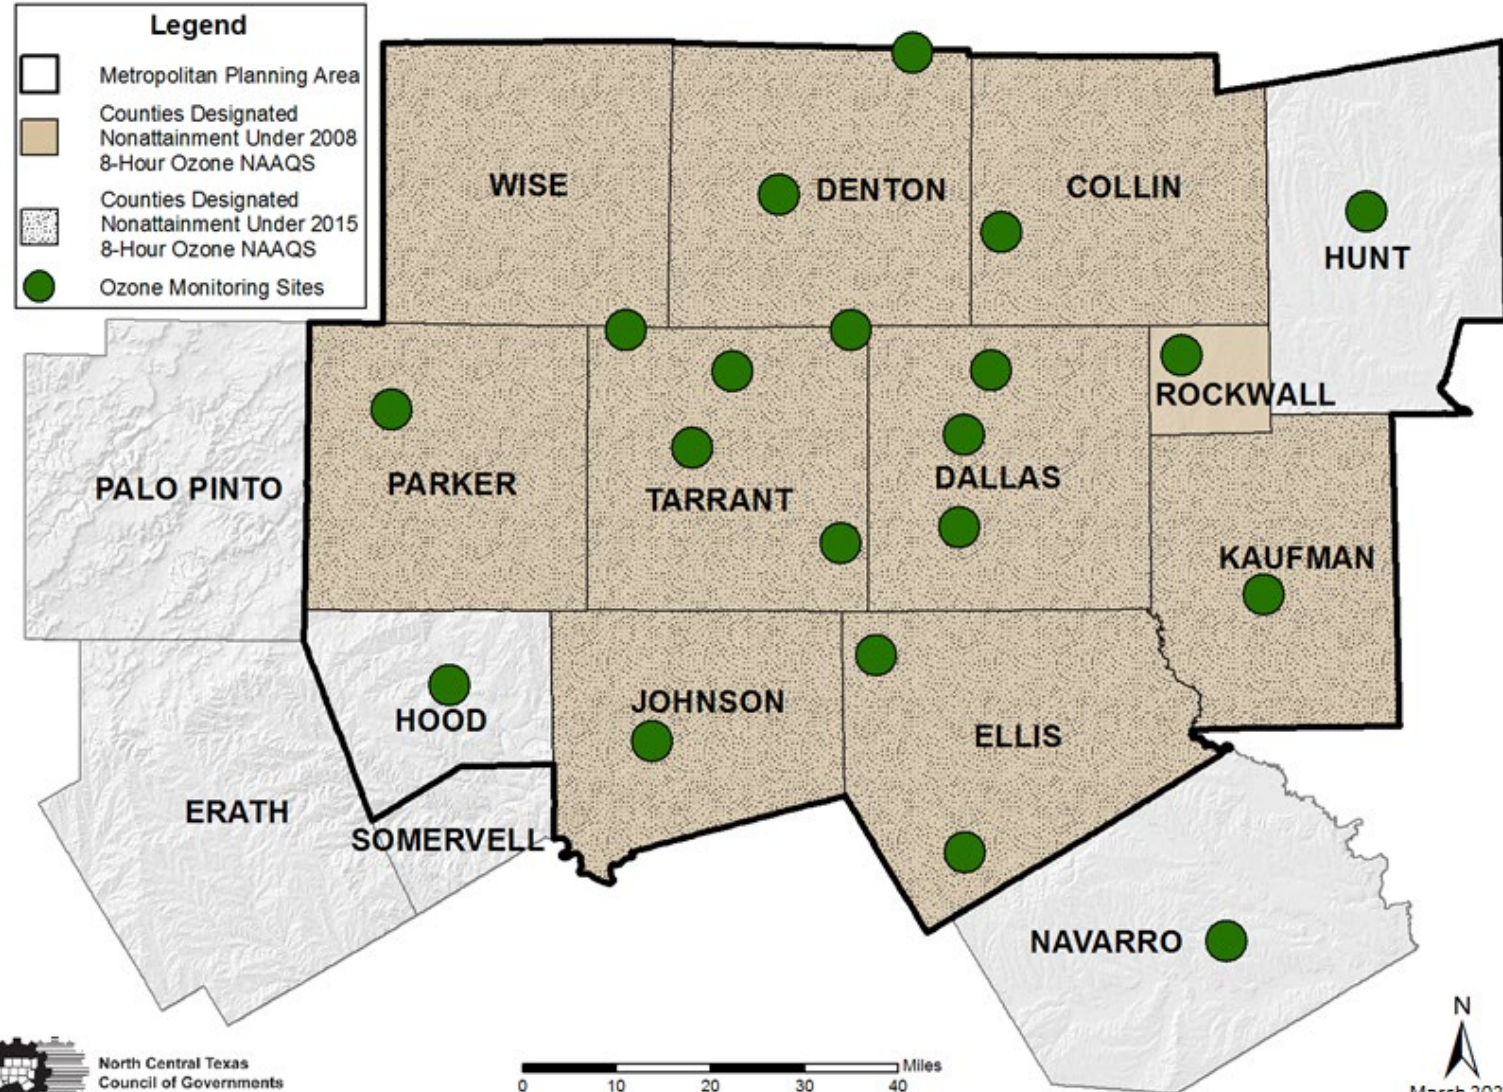 Legend
Metropolitan Planning Area
Counties Designated
Nonattainment Under 2008
8-Hour Ozone NAAQS
Counties Designated
Nonattainment Under 2015
8-Hour Ozone NAAQS
Ozone Monitoring Sites
WISE
DENTON
COLLIN
HUNT
ROCKWALL
PALO PINTO
PARKER
TARRANT
DALLAS
KAUFMAN
HOOD
JOHNSON
ELLIS
ERATH
SOMERVELL
NAVARRO
N
North Central Texas
Council of Governments
Miles
0 10 20 30 40
March